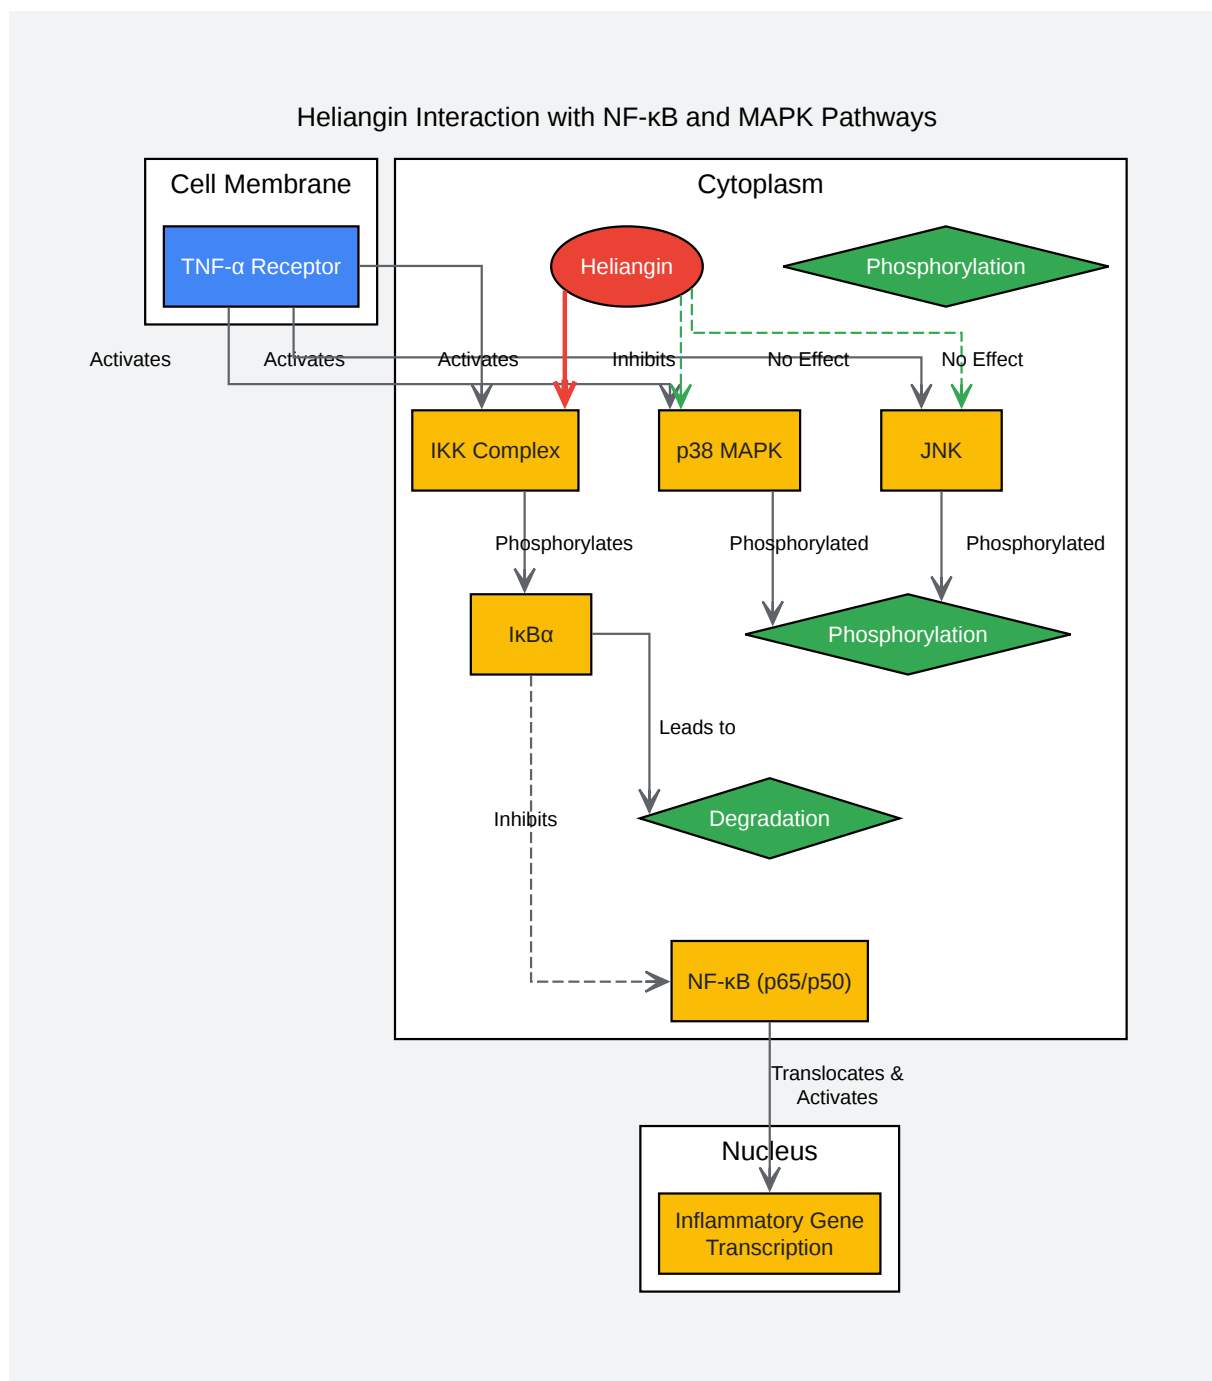 Heliangin Interaction with NF-κB and MAPK Pathways
Cell Membrane
Cytoplasm
TNF-α Receptor
Heliangin
Phosphorylation
Activates
Activates
Activates
Inhibits
No Effect
No Effect
IKK Complex
p38 MAPK
JNK
Phosphorylates
Phosphorylated
Phosphorylated
IκBα
Phosphorylation
Leads to
Inhibits
Degradation
NF-κB (p65/p50)
Translocates &
Activates
Nucleus
Inflammatory Gene
Transcription